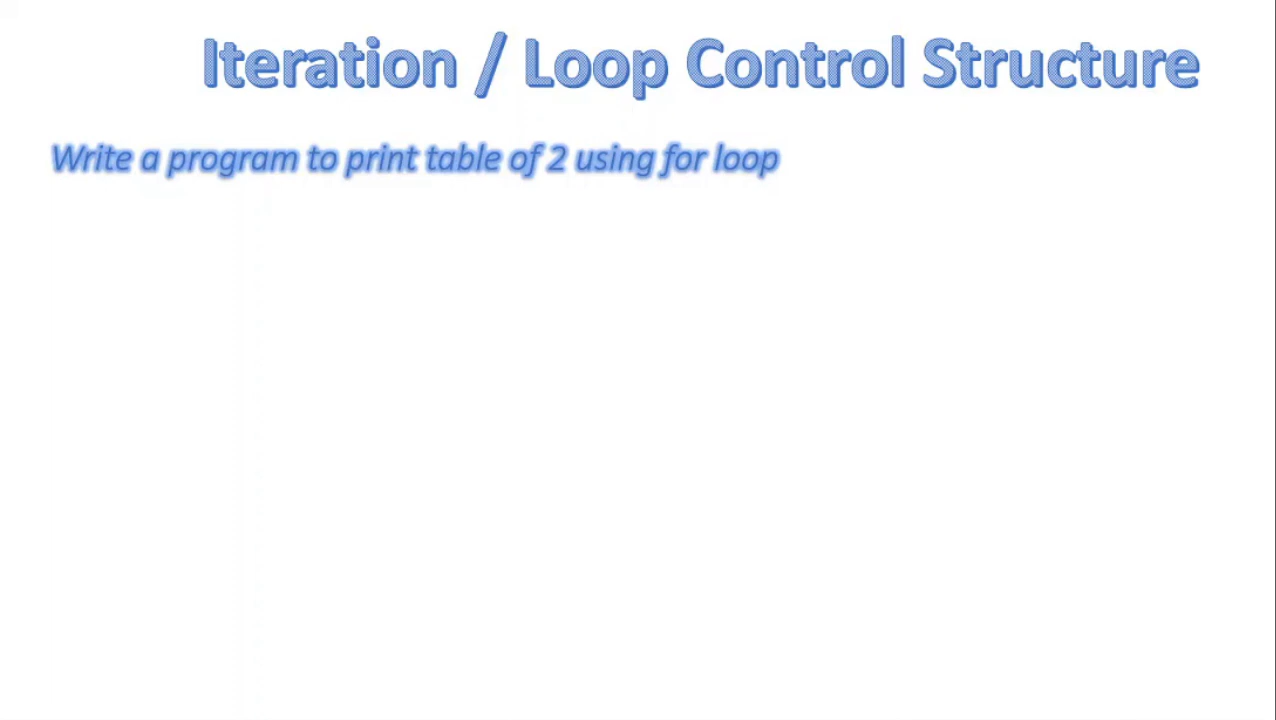 Iteration / Loop Control Structure
Write a program to print table of 2 using for loop